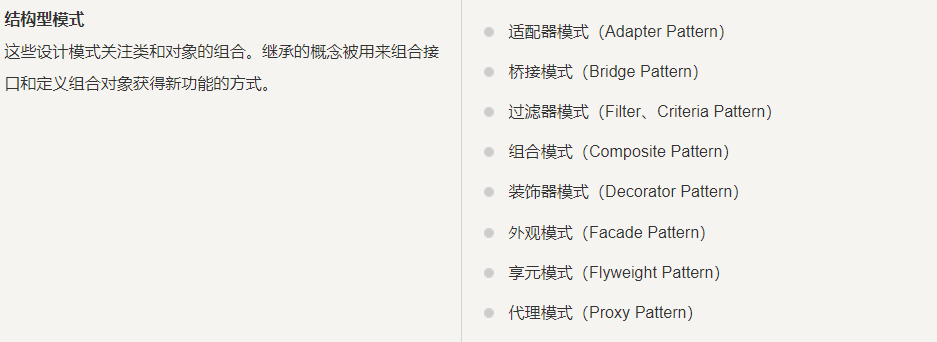 结构型模式
这些设计模式关注类和对象的组合。继承的概念被用来组合接
口和定义组合对象获得新功能的方式。
适配器模式（Adapter Pattern）
桥接模式（Bridge Pattern）
过滤器模式（Filter、Criteria Pattern）
组合模式（Composite Pattern）
装饰器模式（Decorator Pattern）
外观模式（Facade Pattern）
享元模式（Flyweight Pattern）
代理模式（Proxy Pattern）